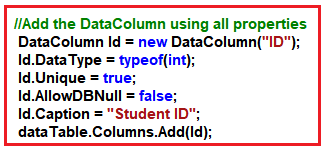 //Add the DataColumn using all properties
DataColumn Id = new DataColumn("ID");
Id.DataType = typeof(int);
Id.Unique = true;
Id.AllowDBNull = false;
Id.Caption = "Student ID";
dataTable.Columns.Add(Id);